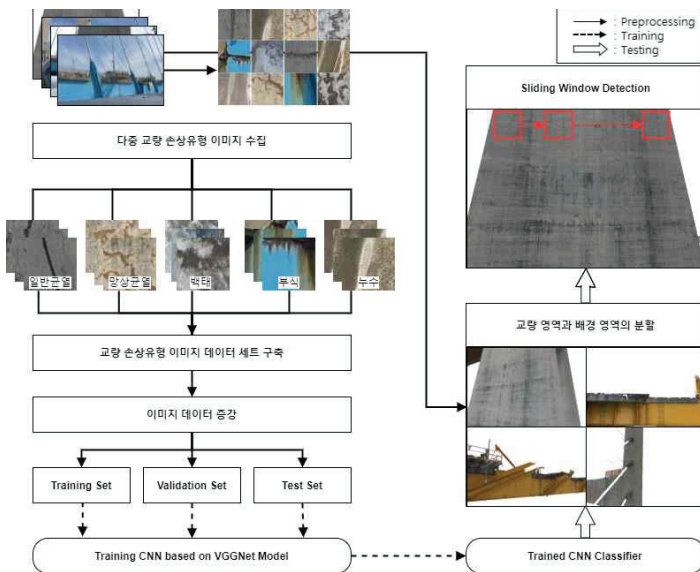 : Preprocessing
: Training
: Testing
Sliding Window Detection
다중 교량 손상유형 이미지 수집
일반균열
망상균열
백태
부식
누수
교량 영역과 배경 영역의 분할
교량 손상유형 이미지 데이터 세트 구축
이미지 데이터 증강
Training Set
Validation Set
Test Set
Training CNN based on VGGNet Model
Trained CNN Classifier